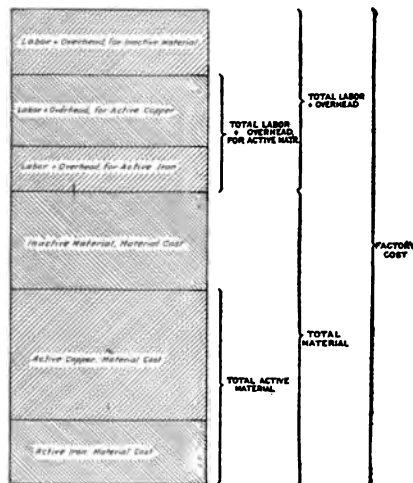 Labor + Overhead, for Inactive Material
Labor + Overhead, for Active Copper
Labor + Overhead, for Active Iron
Inactive Material, Material Cost
Active Copper, Material Cost
Active Iron, Material Cost
TOTAL LABOR
+ OVERHEAD,
FOR ACTIVE MATR.
TOTAL ACTIVE
MATERIAL
TOTAL LABOR
+ OVERHEAD
TOTAL
MATERIAL
FACTORY
COST